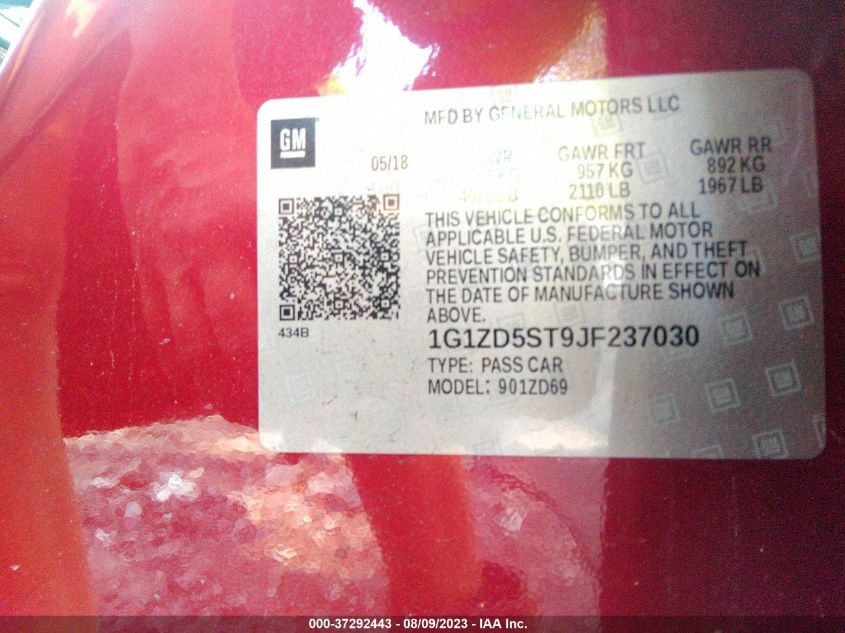 MFD BY GENERAL MOTORS LLC
GM
05/18
GAWR FRT GAWR RR
957 KG 892 KG
2110 LB 1967 LB
THIS VEHICLE CONFORMS TO ALL
APPLICABLE U.S. FEDERAL MOTOR
VEHICLE SAFETY, BUMPER, AND THEFT
PREVENTION STANDARDS IN EFFECT ON
THE DATE OF MANUFACTURE SHOWN
ABOVE.
434B
1G1ZD5ST9JF237030
TYPE: PASS CAR
MODEL: 901ZD69
000-37292443 - 08/09/2023 - IAA Inc.